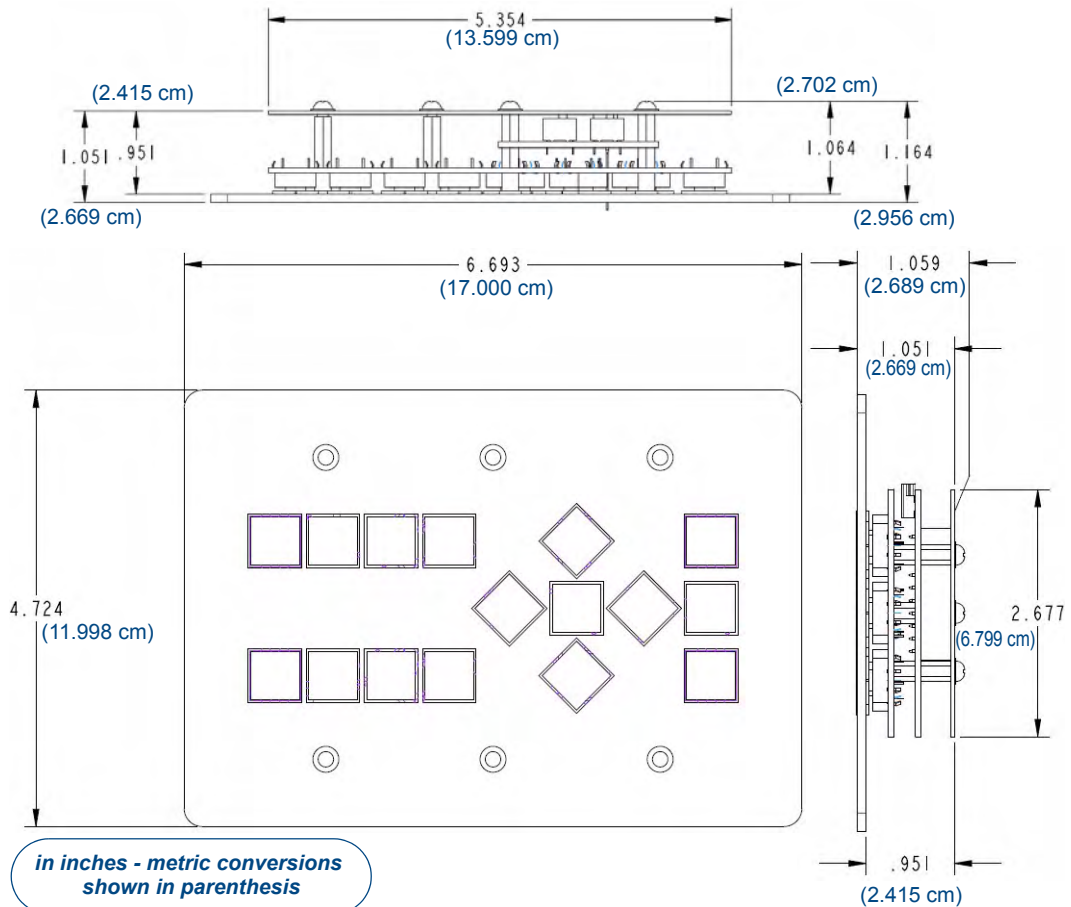 5.354
(13.599 cm)
(2.415 cm)
(2.702 cm)
1.051
.951
1.064
1.164
(2.669 cm)
(2.956 cm)
6.693
(17.000 cm)
1.059
(2.689 cm)
1.051
(2.669 cm)
4.724
(11.998 cm)
2.677
(6.799 cm)
.951
(2.415 cm)
in inches - metric conversions
shown in parenthesis